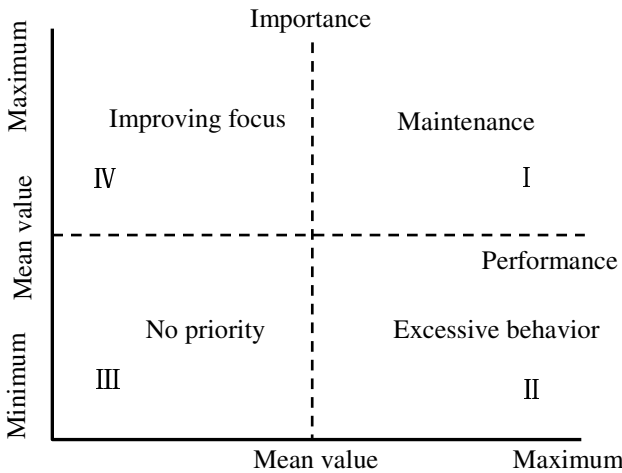 Importance
Maximum
Improving focus
Maintenance
Ⅳ
Ⅰ
Mean value
Performance
No priority
Excessive behavior
Ⅲ
Ⅱ
Minimum
Mean value
Maximum